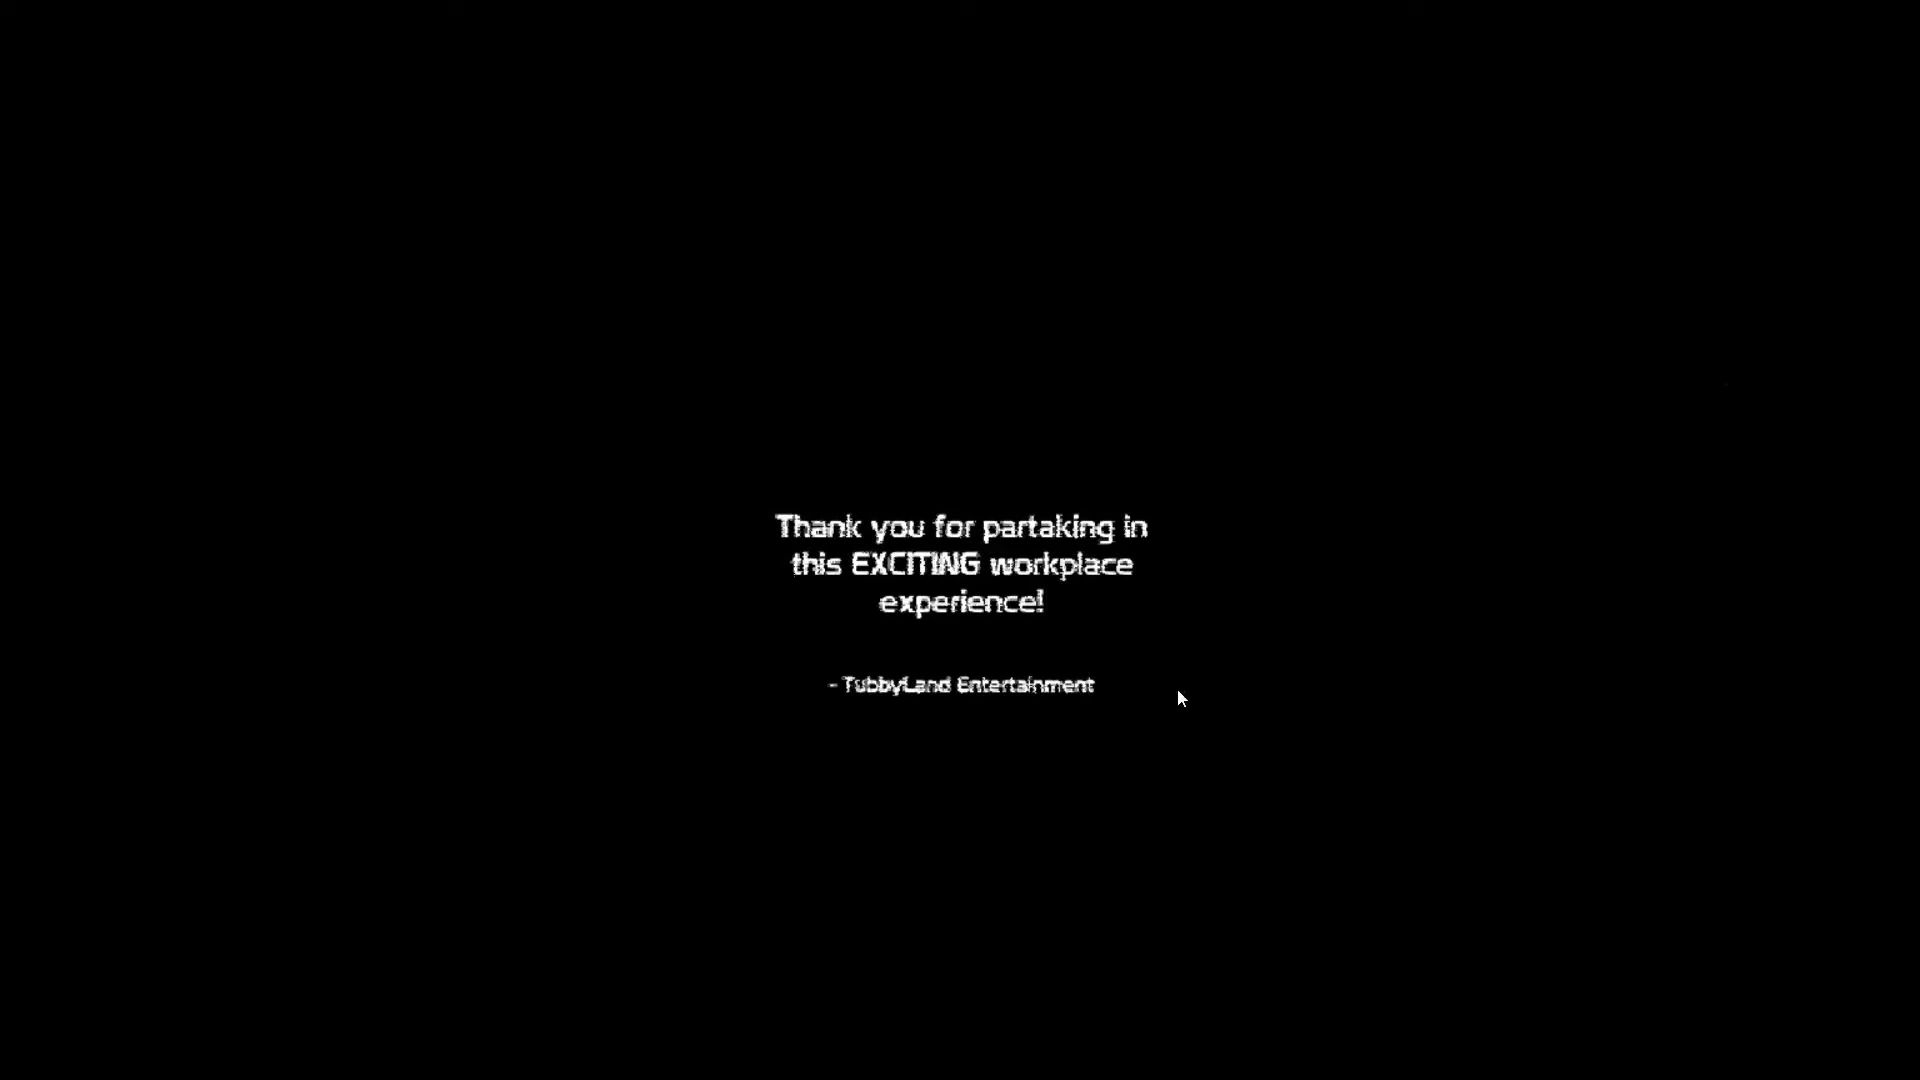 Thank you for partaking in
this EXCITING workplace
experience!
- TubbyLand Entertainment